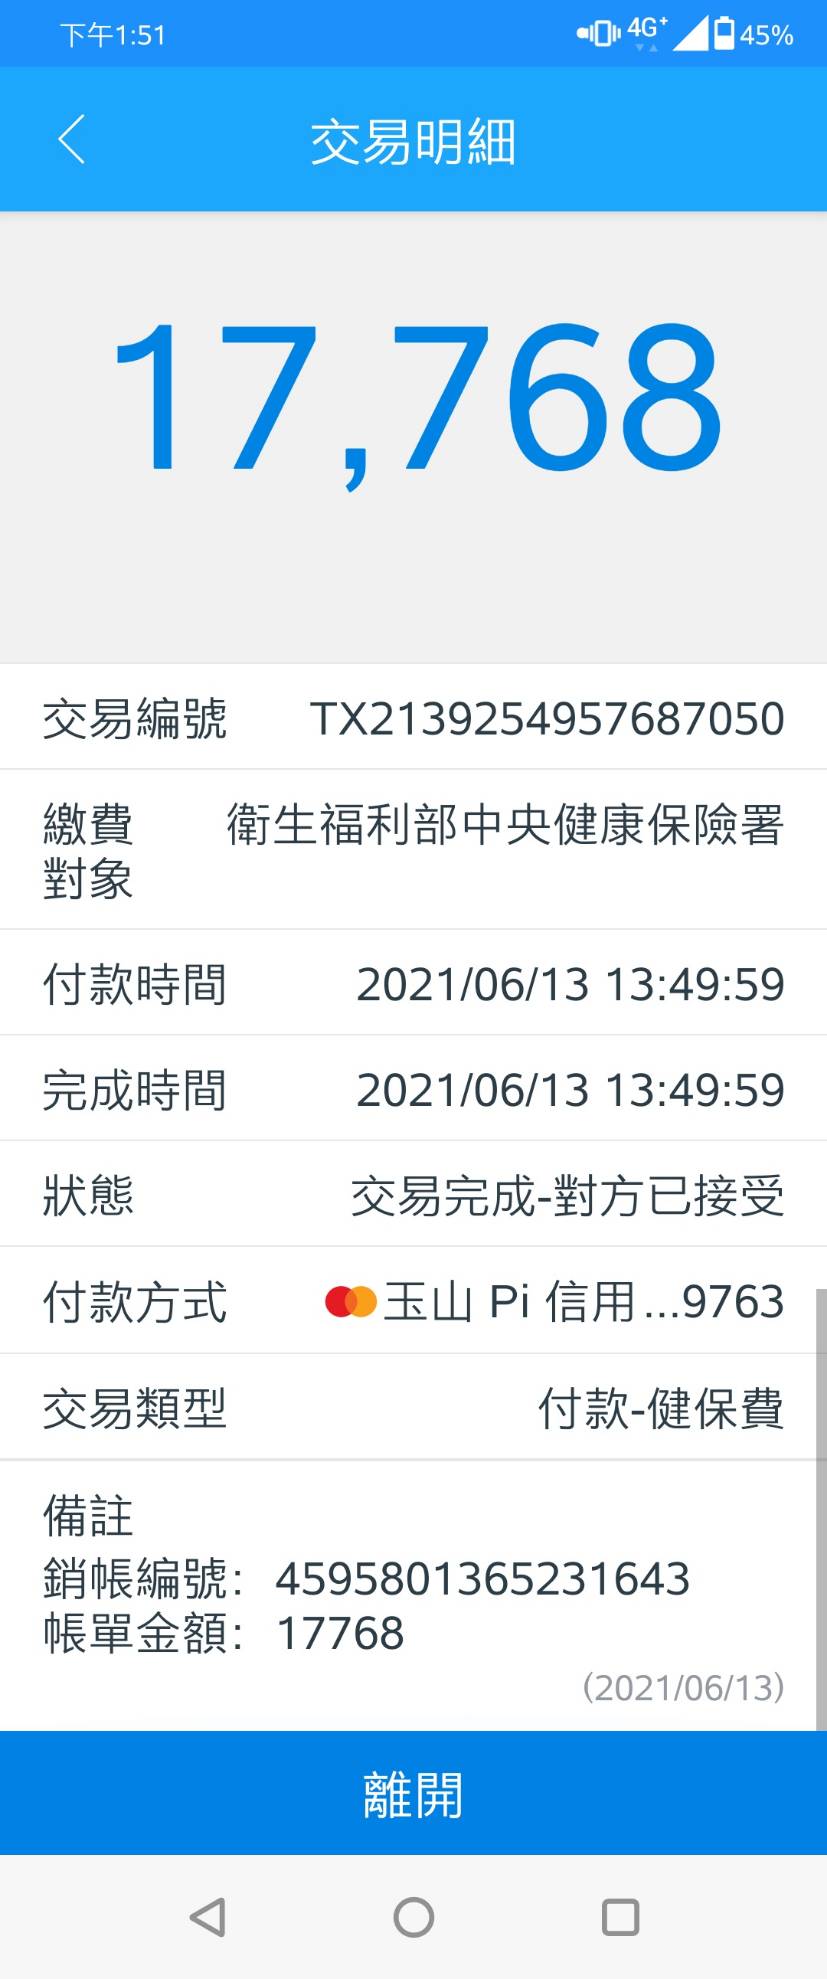 下午1:51 4G+ 45%
交易明細
17,768
交易編號 TX2139254957687050
繳費對象 衛生福利部中央健康保險署
付款時間 2021/06/13 13:49:59
完成時間 2021/06/13 13:49:59
狀態 交易完成-對方已接受
付款方式 玉山 Pi 信用...9763
交易類型 付款-健保費
備註
銷帳編號: 4595801365231643
帳單金額: 17768
(2021/06/13)
離開